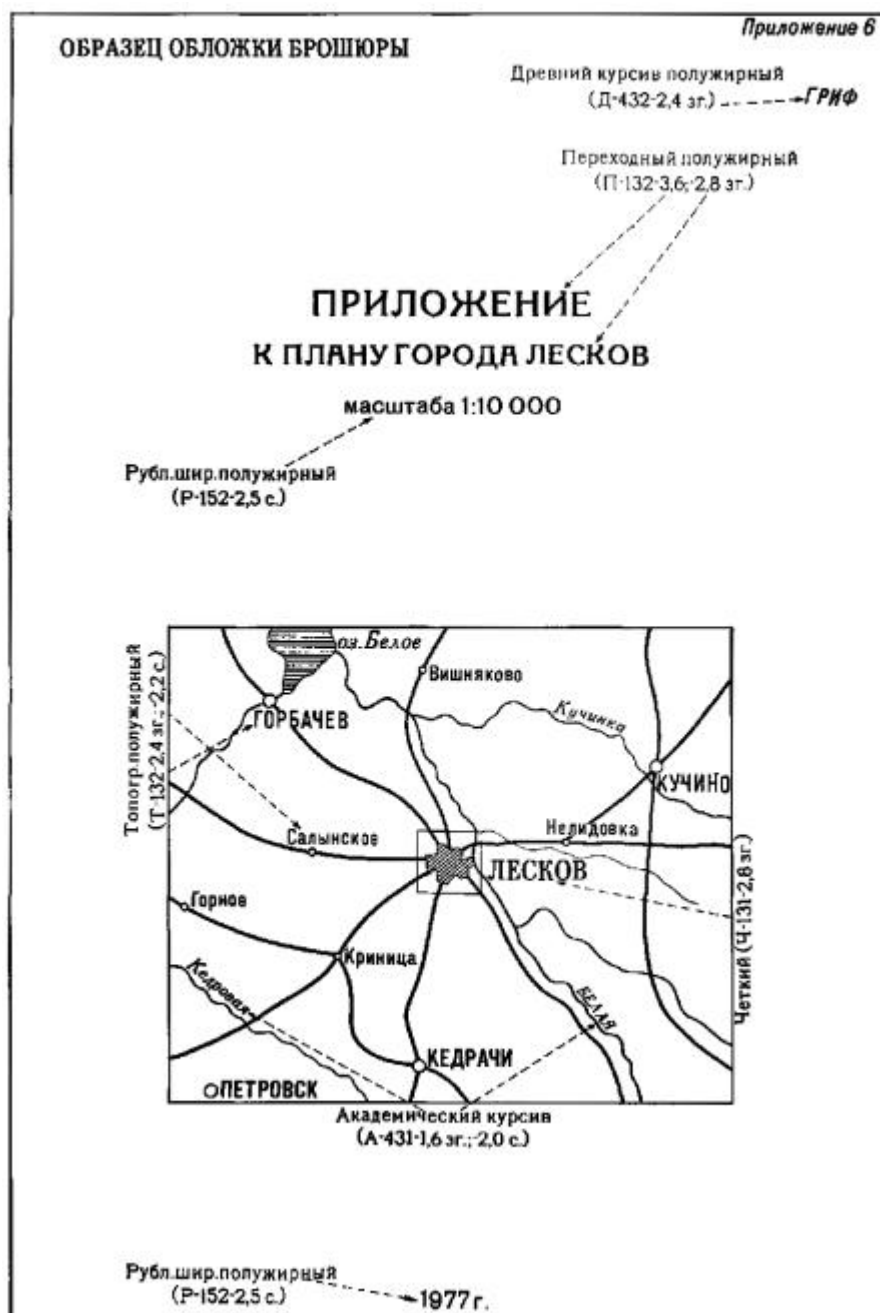 Приложение 6
ОБРАЗЕЦ ОБЛОЖКИ БРОШЮРЫ
Древний курсив полужирный
(Д-432-2,4 зг.)
ГРИФ
Переходный полужирный
(П-132-3,6;-2,8 зг.)
ПРИЛОЖЕНИЕ
К ПЛАНУ ГОРОДА ЛЕСКОВ
масштаба 1:10 000
Рубл.шир.полужирный
(Р-152-2,5 с.)
Топогр.полужирный
(Т-132-2,4 зг.;-2,2 с.)
оз.Белое
Вишняково
ГОРБАЧЕВ
Кучинка
КУЧИНО
Салынское
Нелидовка
ЛЕСКОВ
Горнов
Криница
Кедровая
БЕЛАЯ
КЕДРАЧИ
ПЕТРОВСК
Четкий (Ч-131-2,8 зг.)
Академический курсив
(А-431-1,6 зг.;-2,0 с.)
Рубл.шир.полужирный
(Р-152-2,5 с.)
1977г.